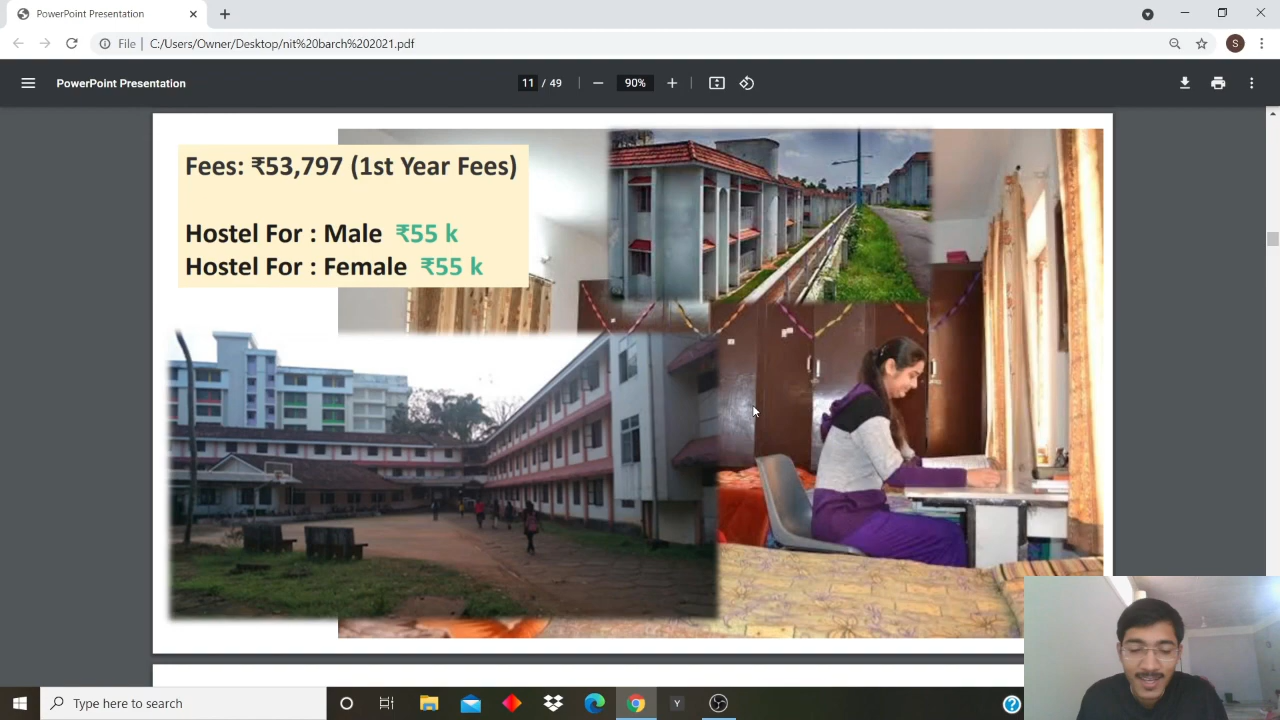 PowerPoint Presentation
File
C:/Users/Owner/Desktop/nit%20barch%202021.pdf
S
PowerPoint Presentation
11 / 49
90%
Fees: ₹53,797 (1st Year Fees)
Hostel For : Male ₹55 k
Hostel For : Female ₹55 k
Type here to search
Y